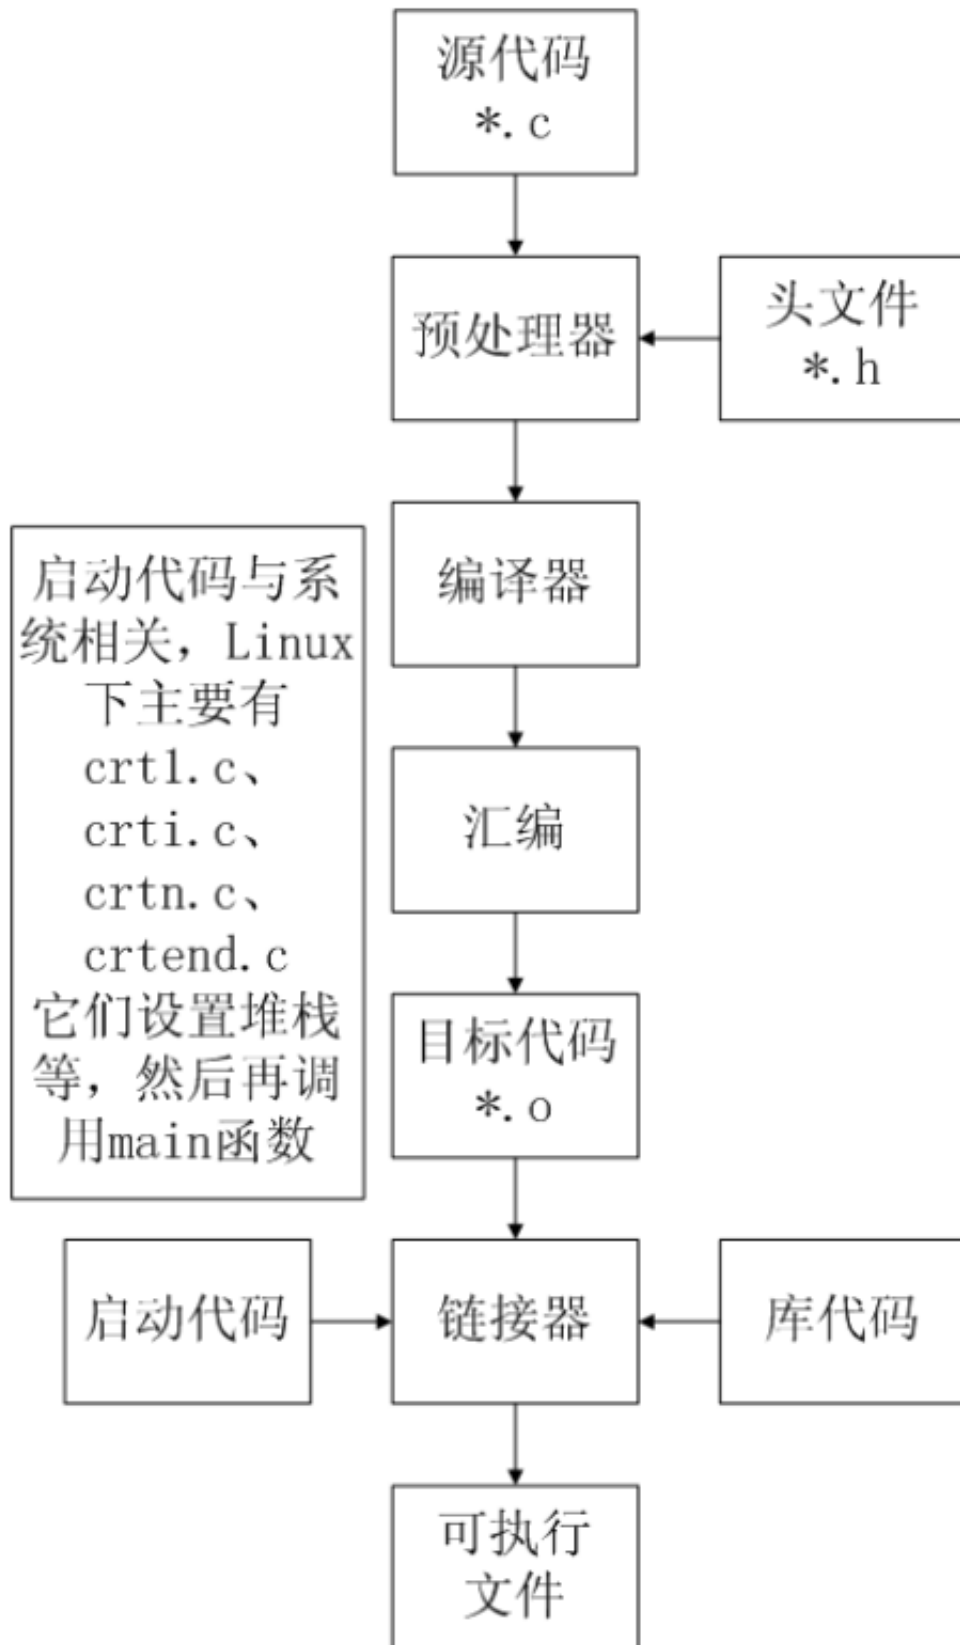 源代码
*.c
预处理器
头文件
*.h
编译器
启动代码与系
统相关，Linux
下主要有
crt1.c、
crti.c、
crtn.c、
crtend.c
它们设置堆栈
等，然后再调
用main函数
汇编
目标代码
*.o
启动代码
链接器
库代码
可执行
文件